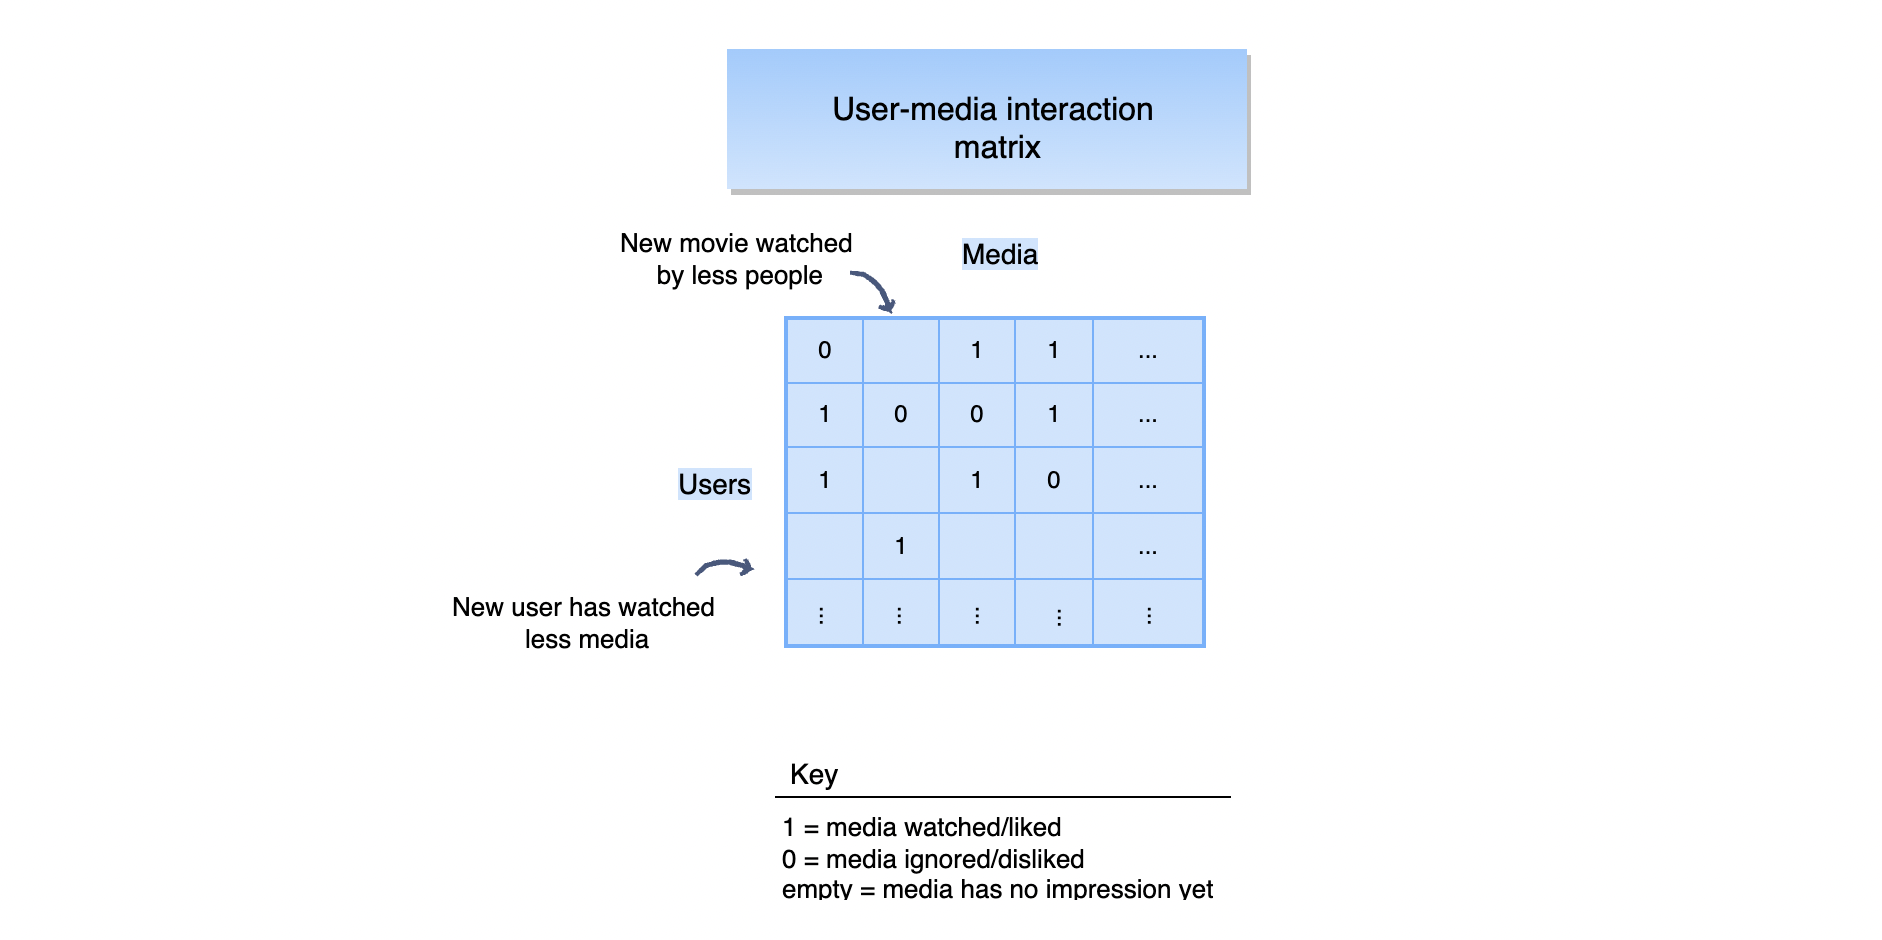 User-media interaction
matrix
New movie watched
by less people
Media
0 1 1 ...
1 0 0 1 ...
Users
1 1 0 ...
1 ...
New user has watched
less media
⋮ ⋮ ⋮ ⋮ ⋮
Key
1 = media watched/liked
0 = media ignored/disliked
empty = media has no impression yet